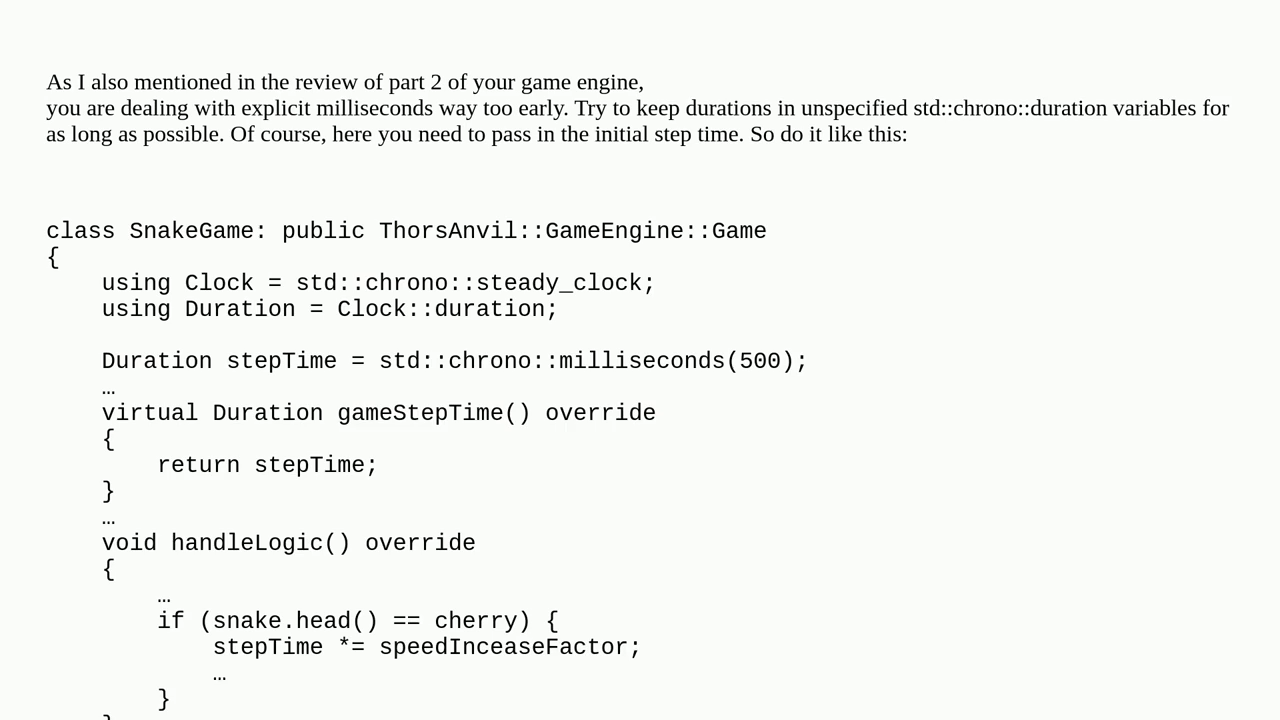 As I also mentioned in the review of part 2 of your game engine,
you are dealing with explicit milliseconds way too early. Try to keep durations in unspecified std::chrono::duration variables for
as long as possible. Of course, here you need to pass in the initial step time. So do it like this:
class SnakeGame: public ThorsAnvil::GameEngine::Game
{
    using Clock = std::chrono::steady_clock;
    using Duration = Clock::duration;
    Duration stepTime = std::chrono::milliseconds(500);
    …
    virtual Duration gameStepTime() override
    {
        return stepTime;
    }
    …
    void handleLogic() override
    {
        …
        if (snake.head() == cherry) {
            stepTime *= speedInceaseFactor;
            …
        }
    }